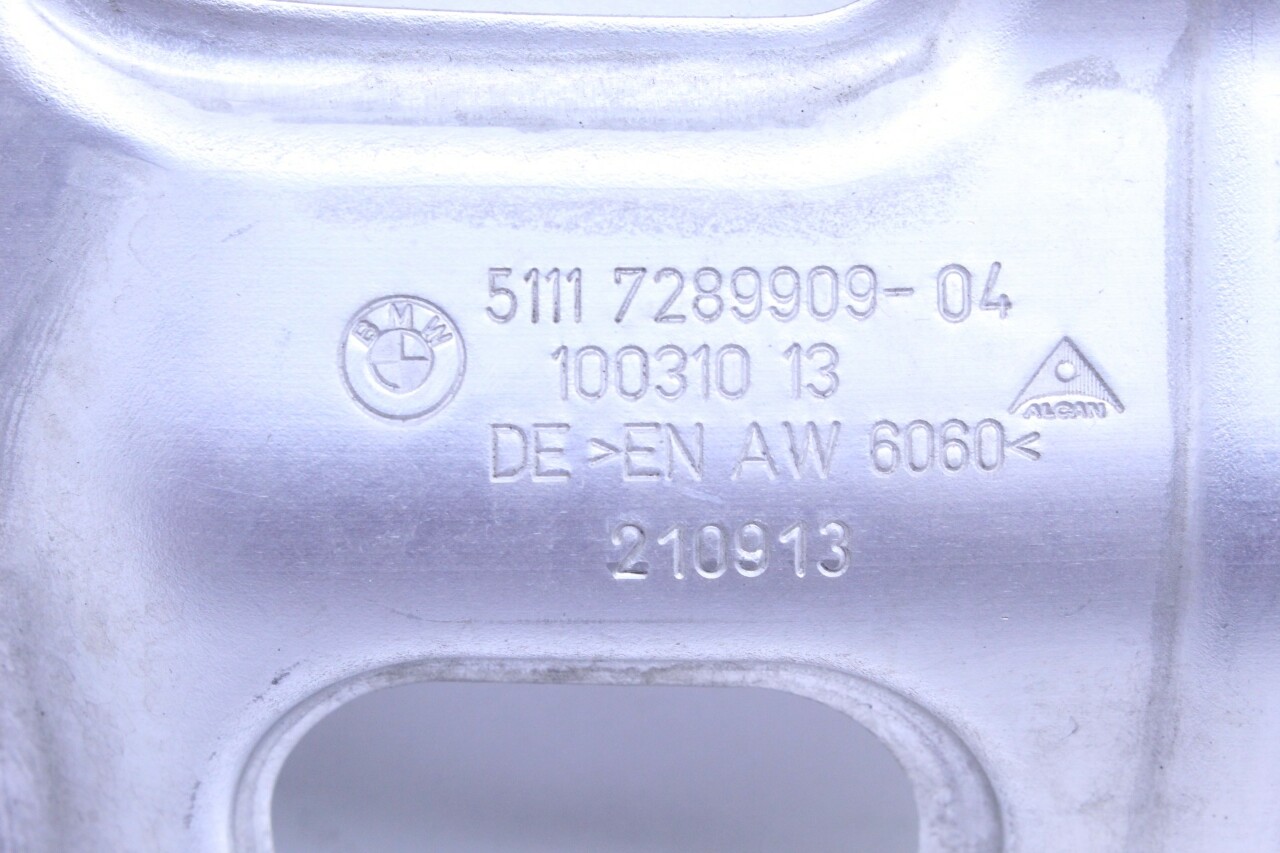 BMW
5111 7289909-04
100310 13
ALCAN
DE >EN AW 6060<
210913